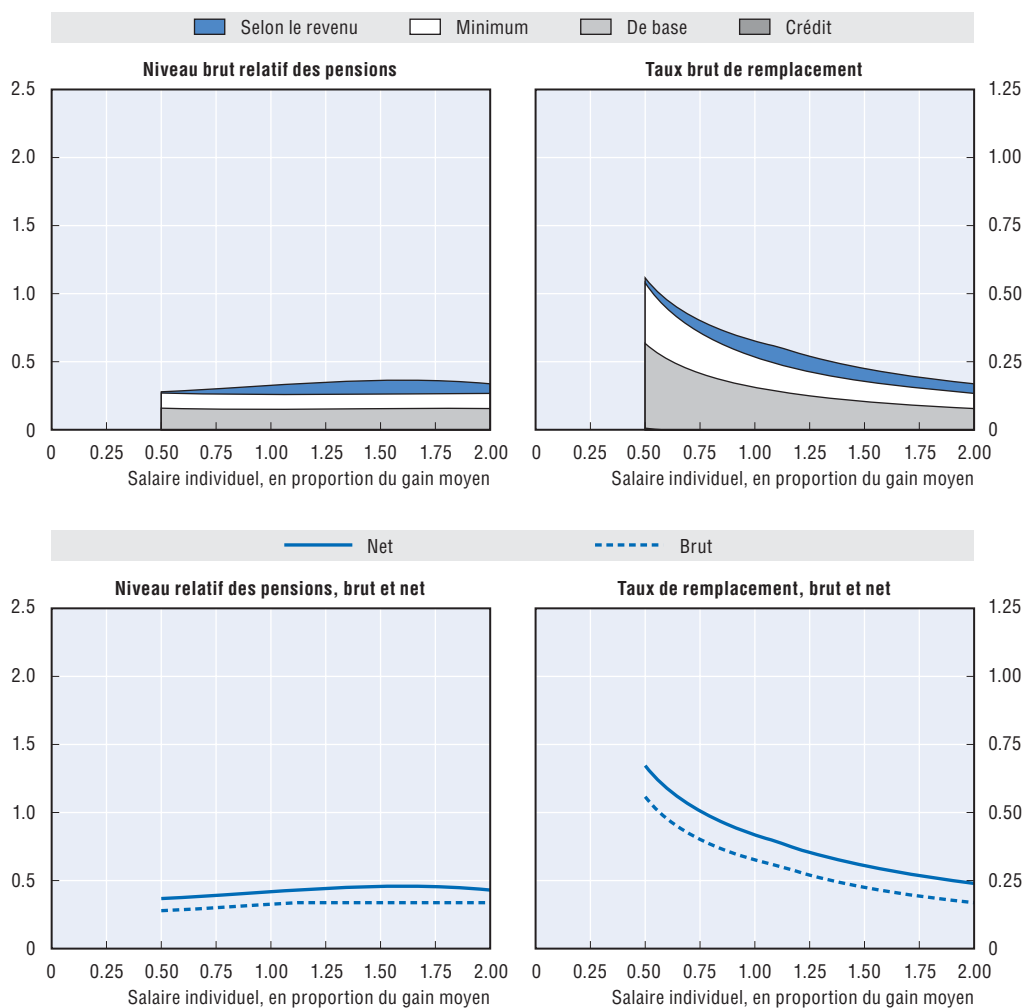 Selon le revenu Minimum De base Crédit
Niveau brut relatif des pensions
2.5
2.0
1.5
1.0
0.5
0
0 0.25 0.50 0.75 1.00 1.25 1.50 1.75 2.00
Salaire individuel, en proportion du gain moyen
Taux brut de remplacement
1.25
1.00
0.75
0.50
0.25
0
0 0.25 0.50 0.75 1.00 1.25 1.50 1.75 2.00
Salaire individuel, en proportion du gain moyen
Net Brut
Niveau relatif des pensions, brut et net
2.5
2.0
1.5
1.0
0.5
0
0 0.25 0.50 0.75 1.00 1.25 1.50 1.75 2.00
Salaire individuel, en proportion du gain moyen
Taux de remplacement, brut et net
1.25
1.00
0.75
0.50
0.25
0
0 0.25 0.50 0.75 1.00 1.25 1.50 1.75 2.00
Salaire individuel, en proportion du gain moyen